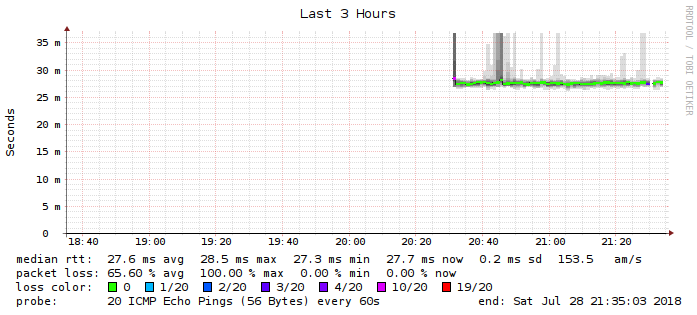 Last 3 Hours
RRDTOOL / TOBI OETIKER
Seconds
35 m
30 m
25 m
20 m
15 m
10 m
5 m
0
18:40 19:00 19:20 19:40 20:00 20:20 20:40 21:00 21:20
median rtt: 27.6 ms avg 28.5 ms max 27.3 ms min 27.7 ms now 0.2 ms sd 153.5 am/s
packet loss: 65.60 % avg 100.00 % max 0.00 % min 0.00 % now
loss color: 0 1/20 2/20 3/20 4/20 10/20 19/20
probe: 20 ICMP Echo Pings (56 Bytes) every 60s end: Sat Jul 28 21:35:03 2018